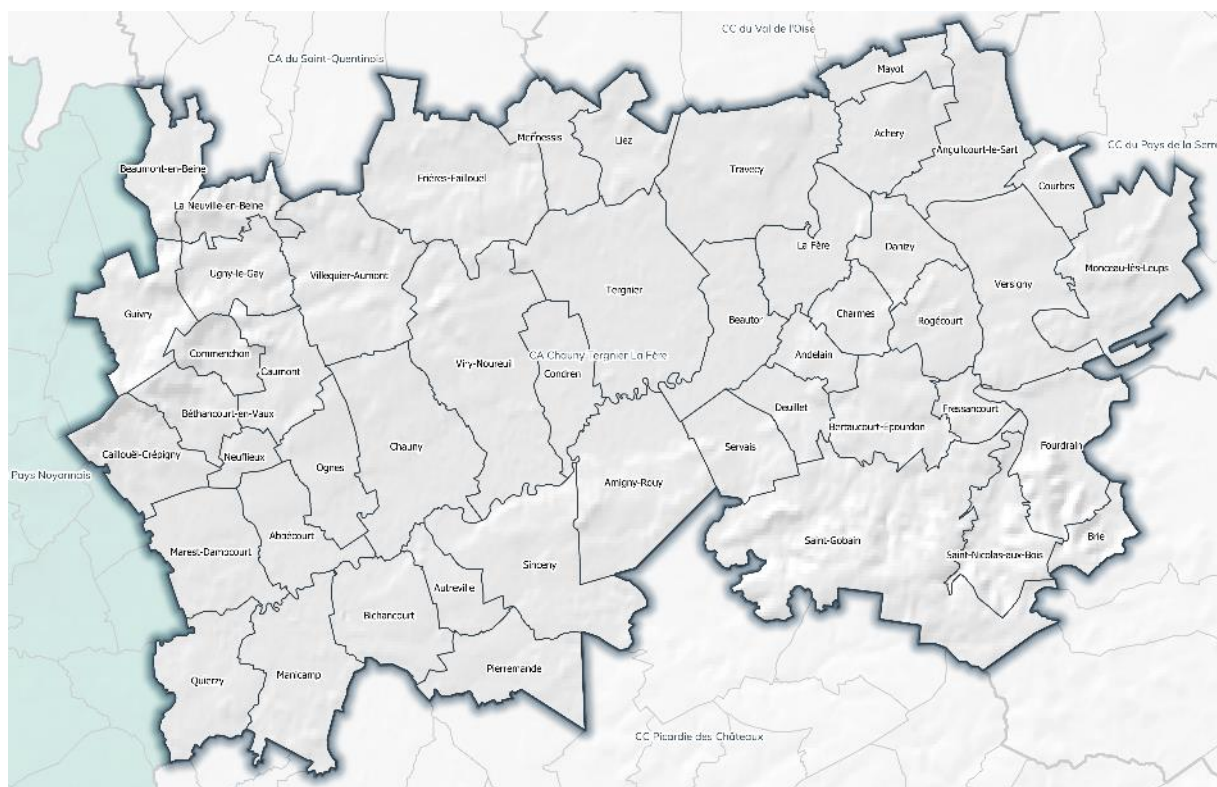 CC du Val de l'Oise
CA du Saint-Quentinois
Mayot
Mennessis
Liez
Achery
CC du Pays de la Serre
Anguilcourt-le-Sart
Beaumont-en-Beine
Travecy
Frières-Faillouël
Courbes
La Neuville-en-Beine
La Fère
Danizy
Ugny-le-Gay
Villequier-Aumont
Monceau-lès-Leups
Versigny
Tergnier
Guivry
Charmes
Beautor
Rogécourt
Commenchon
Andelain
CA Chauny Tergnier La Fère
Viry-Noureuil
Caumont
Condren
Béthancourt-en-Vaux
Deuillet
Fressancourt
Bertaucourt-Epourdon
Servais
Chauny
Fourdrain
Caillouël-Crépigny
Neuflieux
Ognes
Pays Noyonnais
Amigny-Rouy
Abbécourt
Brie
Saint-Gobain
Marest-Dampcourt
Saint-Nicolas-aux-Bois
Sinceny
Autreville
Bichancourt
Pierremande
Manicamp
Quierzy
CC Picardie des Châteaux